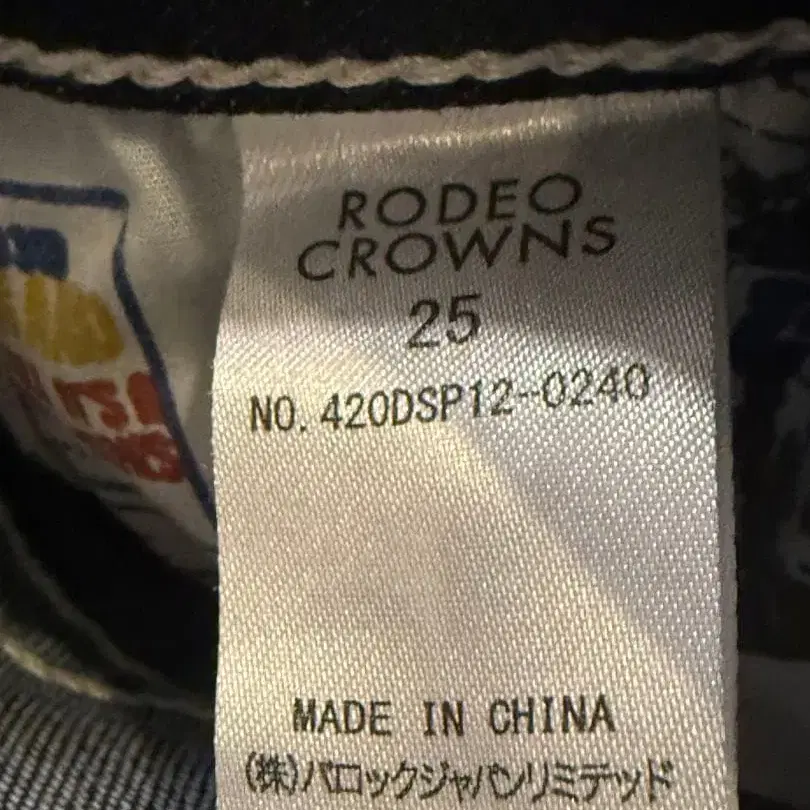 RODEO
CROWNS
25
NO. 420DSP12-0240
MADE IN CHINA
(株)バロックジャパンリミテッド